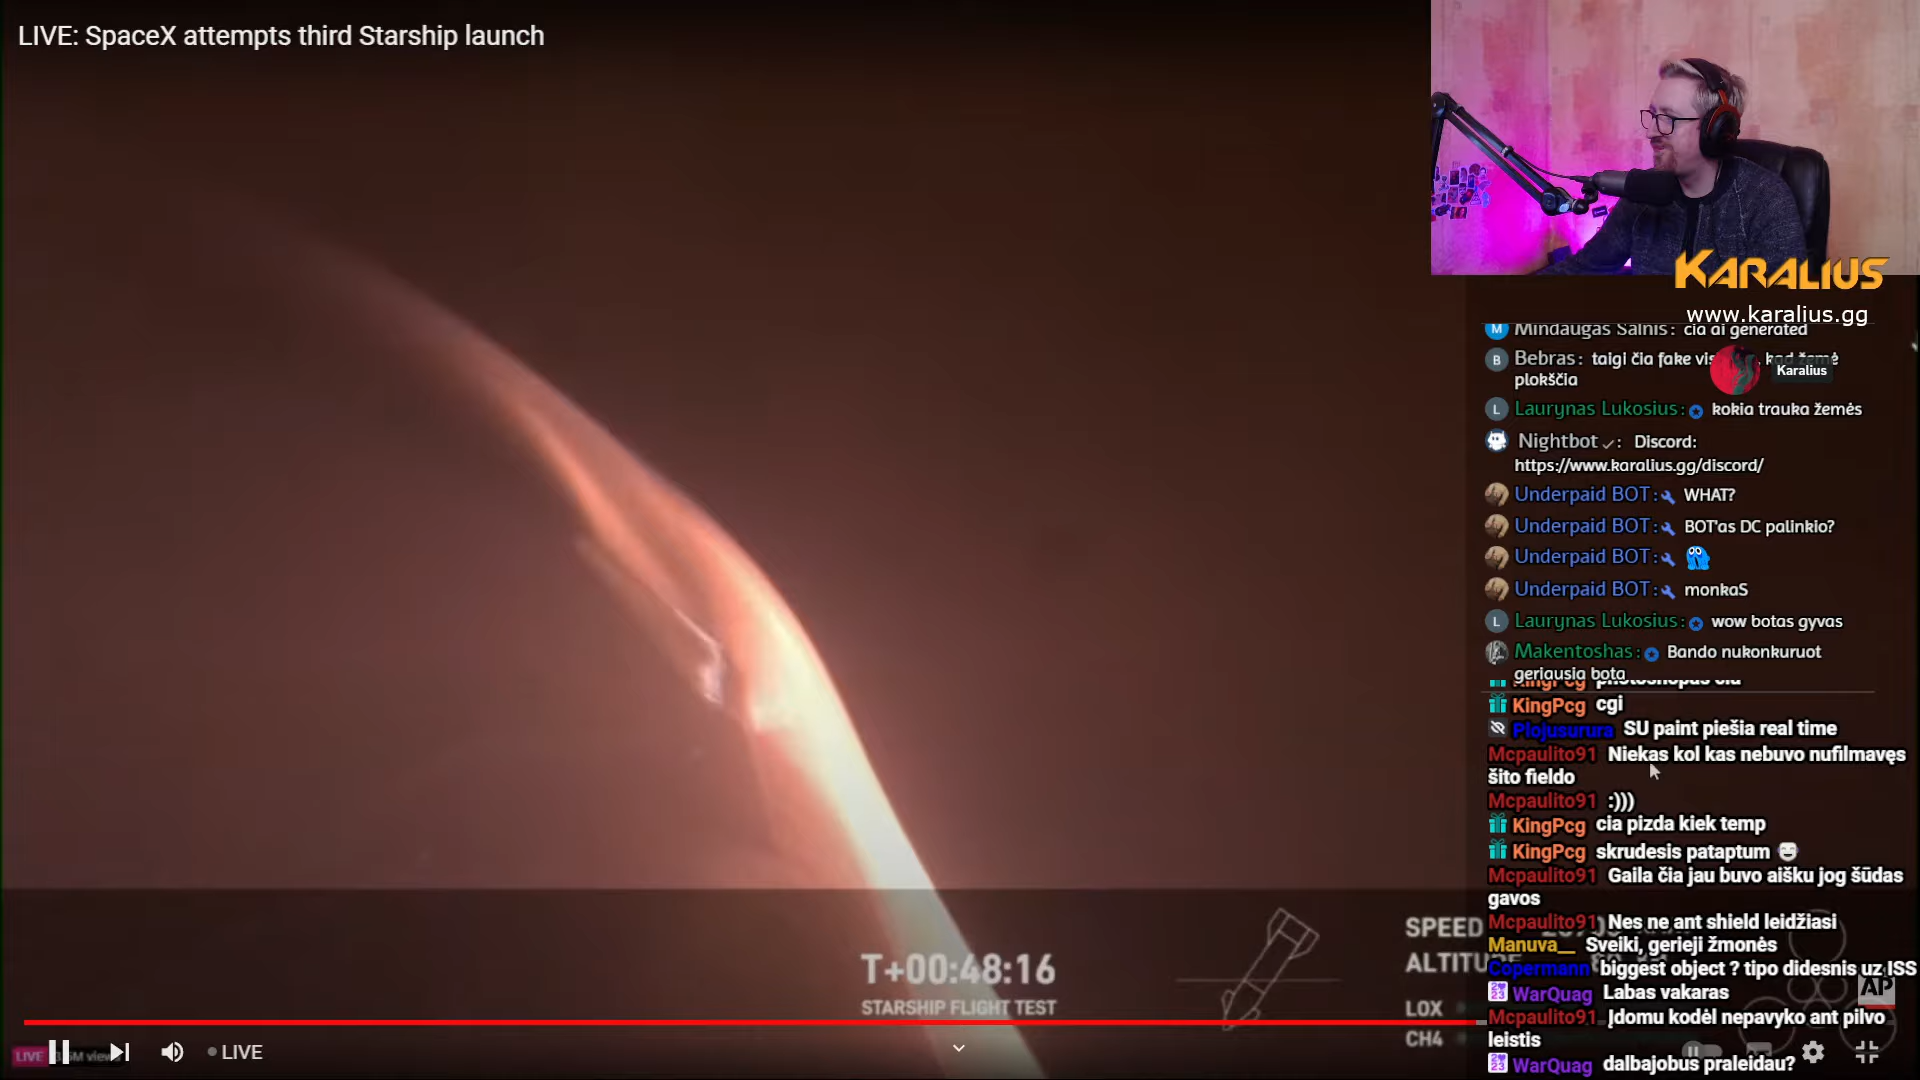 LIVE: SpaceX attempts third Starship launch
KARALIUS
www.karalius.gg
M Mindaugas Salnis: cia ai generated
B Bebras: taigi čia fake kad žemė
plokščia
Karalius
L Laurynas Lukosius: kokia trauka žemės
Nightbot: Discord:
https://www.karalius.gg/discord/
Underpaid BOT: WHAT?
Underpaid BOT: BOT'as DC palinkio?
Underpaid BOT:
Underpaid BOT: monkaS
L Laurynas Lukosius: wow botas gyvas
Makentoshas: Bando nukonkuruot
geriausia bota
KingPcg
KingPcg cgi
Plojusurura SU paint piešia real time
Mcpaulito91 Niekas kol kas nebuvo nufilmavęs
šito fieldo
Mcpaulito91 :)))
KingPcg cia pizda kiek temp
KingPcg skrudesis pataptum
Mcpaulito91 Gaila čia jau buvo aišku jog šūdas
gavos
Mcpaulito91 Nes ne ant shield leidžiasi
Manuva__ Sveiki, gerieji žmonės
Copermann biggest object ? tipo didesnis uz ISS
WarQuag Labas vakaras
Mcpaulito91 Įdomu kodėl nepavyko ant pilvo
leistis
WarQuag dalbajobus praleidau?
T+00:48:16
STARSHIP FLIGHT TEST
SPEED
ALTITUDE
LOX
CH4
AP
LIVE
LIVE